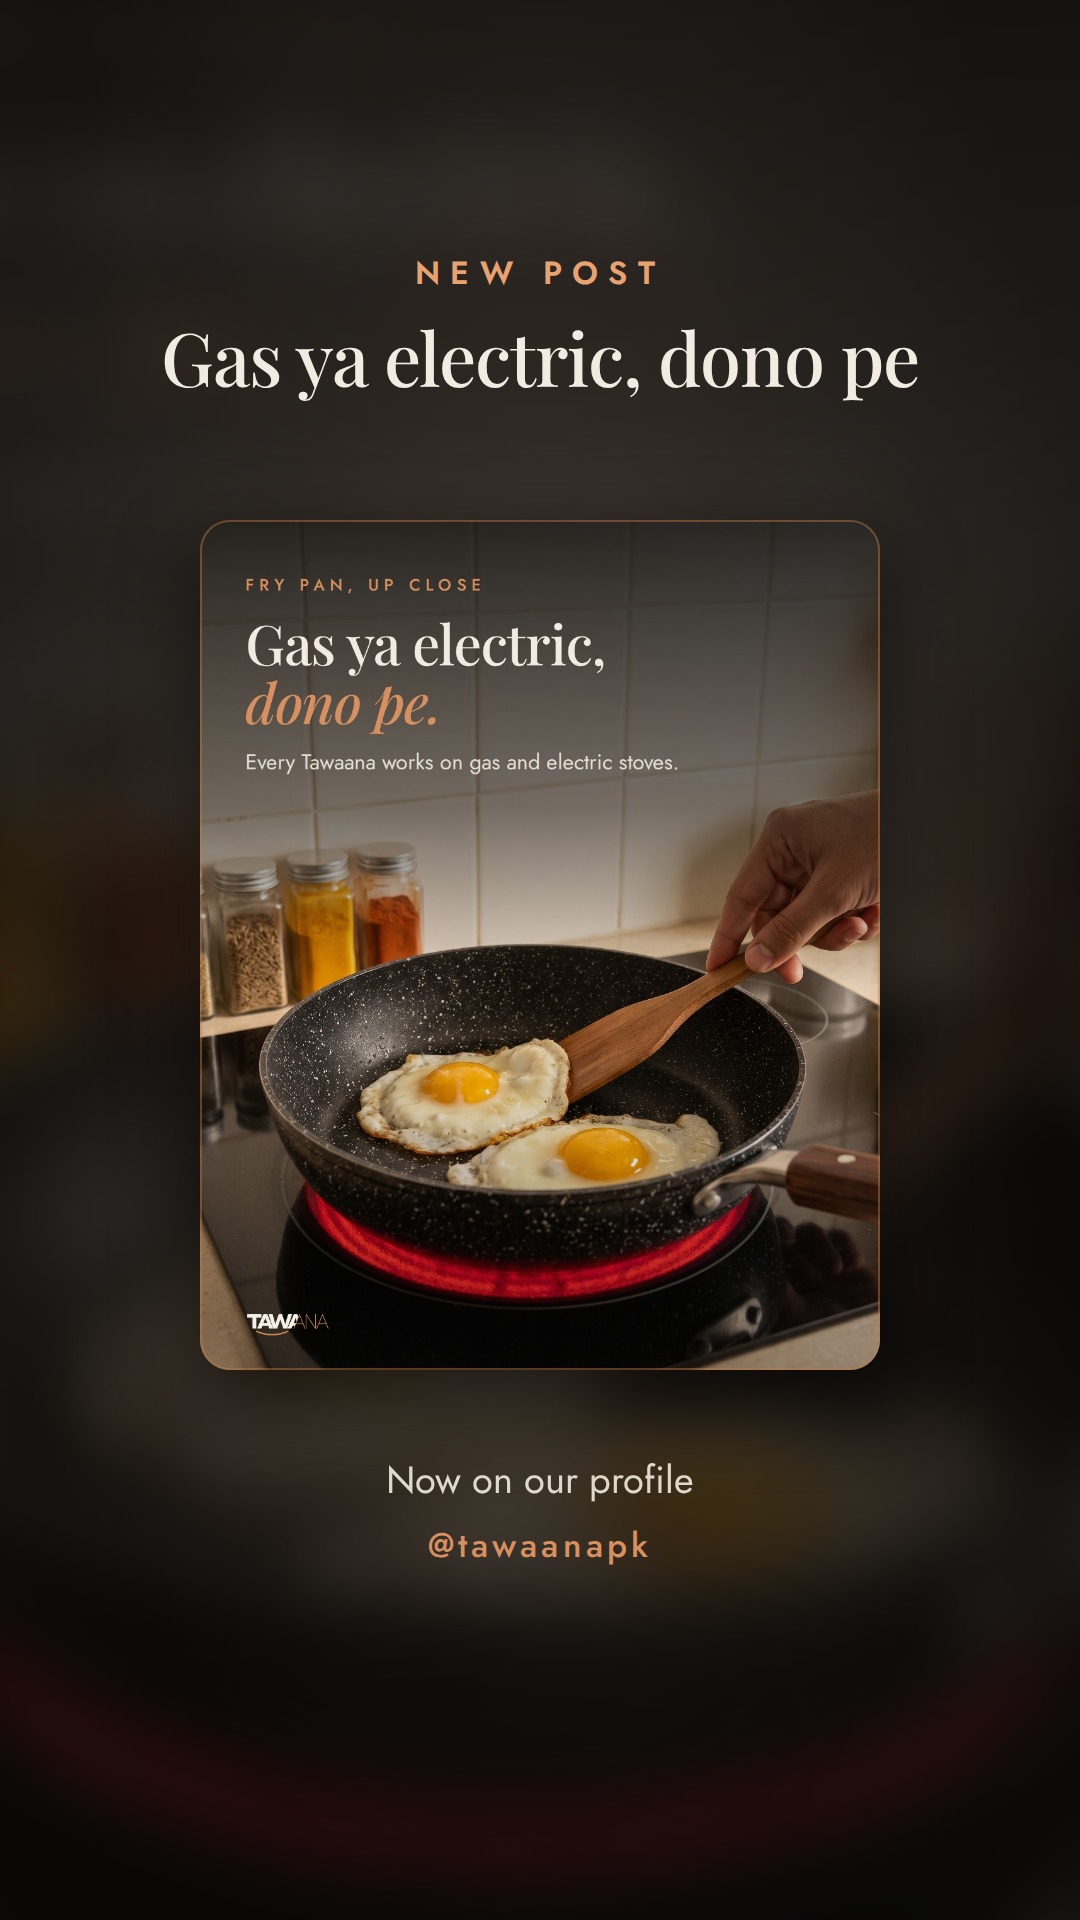 NEW POST
Gas ya electric, dono pe
FRY PAN, UP CLOSE
Gas ya electric,
dono pe.
Every Tawaana works on gas and electric stoves.
TAWAANA
Now on our profile
@tawaanapk